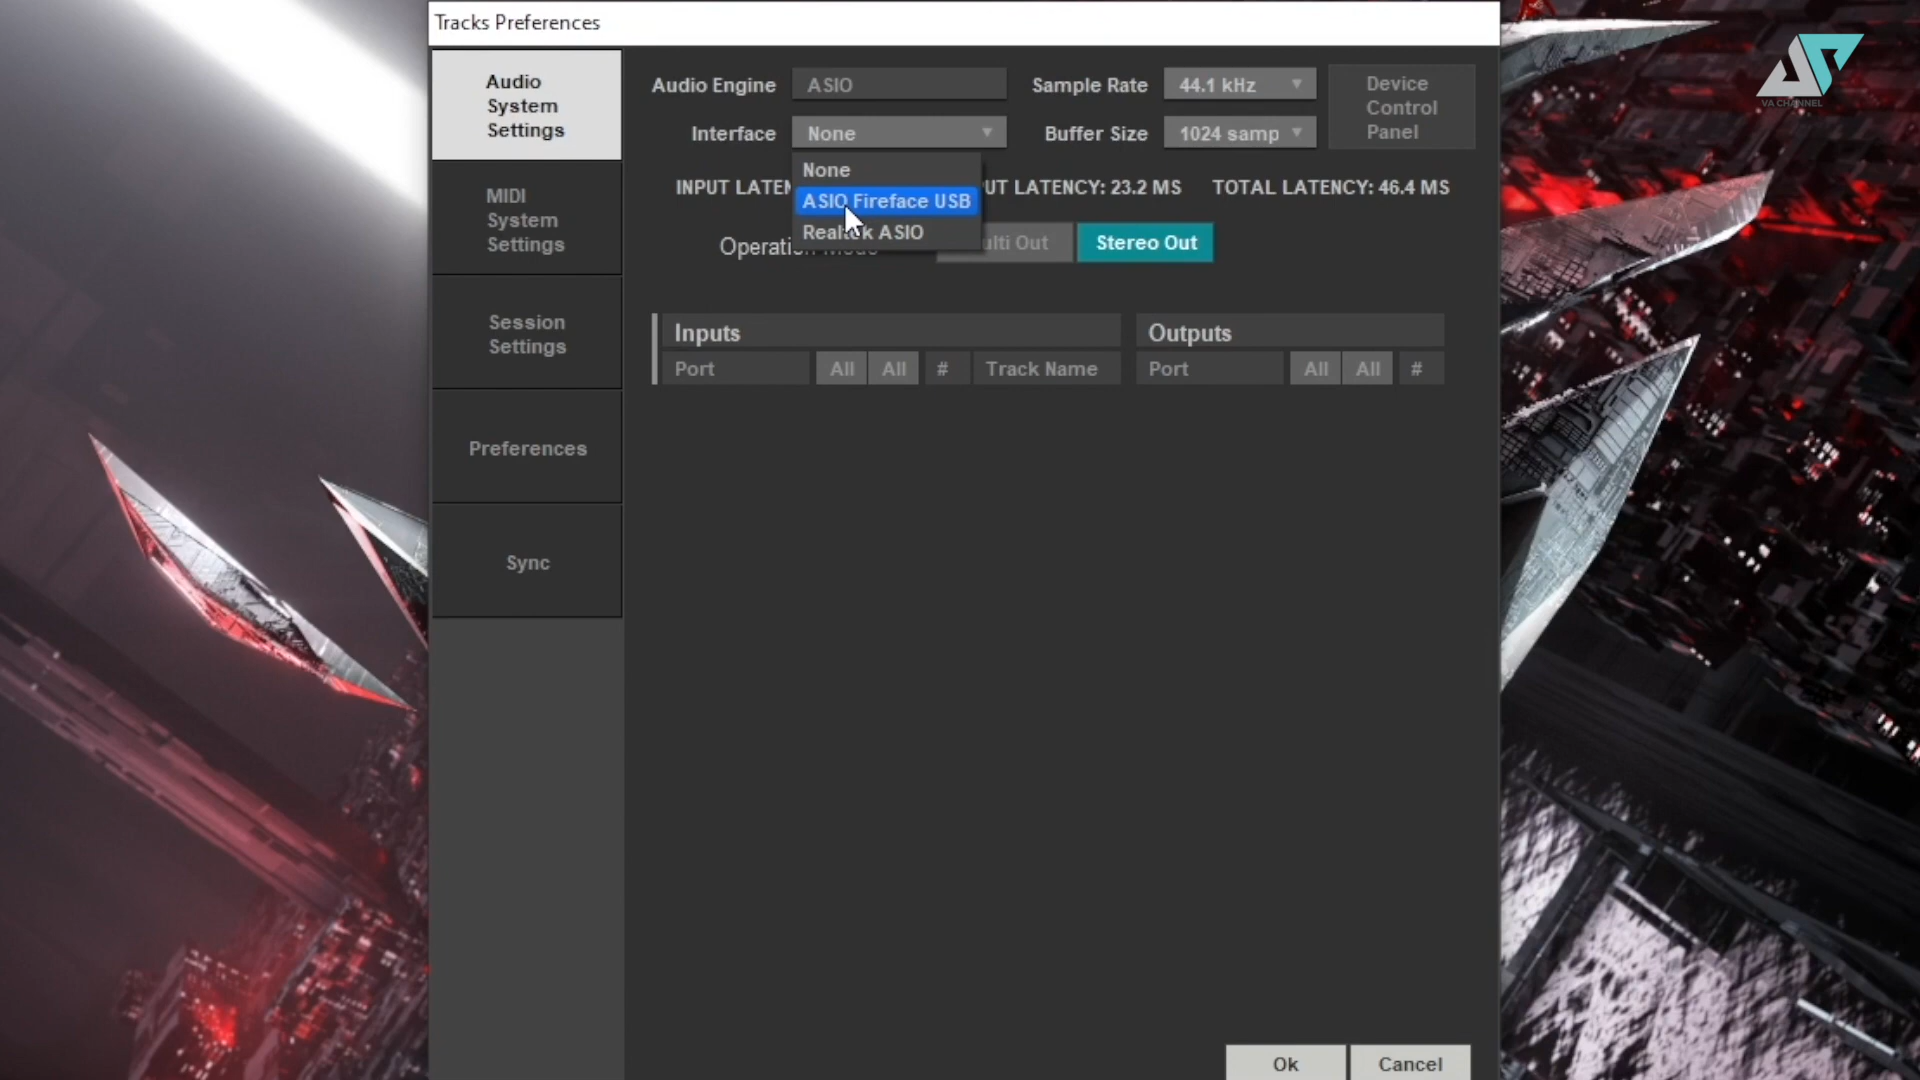 Tracks Preferences
Audio
System
Settings
MIDI
System
Settings
Session
Settings
Preferences
Sync
Audio Engine ASIO Sample Rate 44.1 kHz
Device
Control
Panel
Interface None Buffer Size 1024 samp
None
ASIO Fireface USB
Realtek ASIO
INPUT LATEN UT LATENCY: 23.2 MS TOTAL LATENCY: 46.4 MS
Stereo Out
Inputs
Port All All # Track Name
Outputs
Port All All #
Ok Cancel
VA CHANNEL